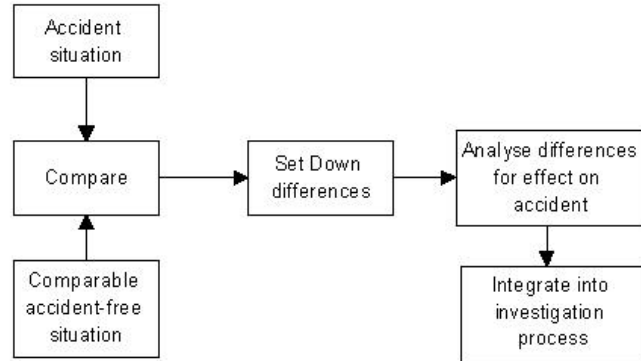 Accident
situation
Compare
Comparable
accident-free
situation
Set Down
differences
Analyse differences
for effect on
accident
Integrate into
investigation
process